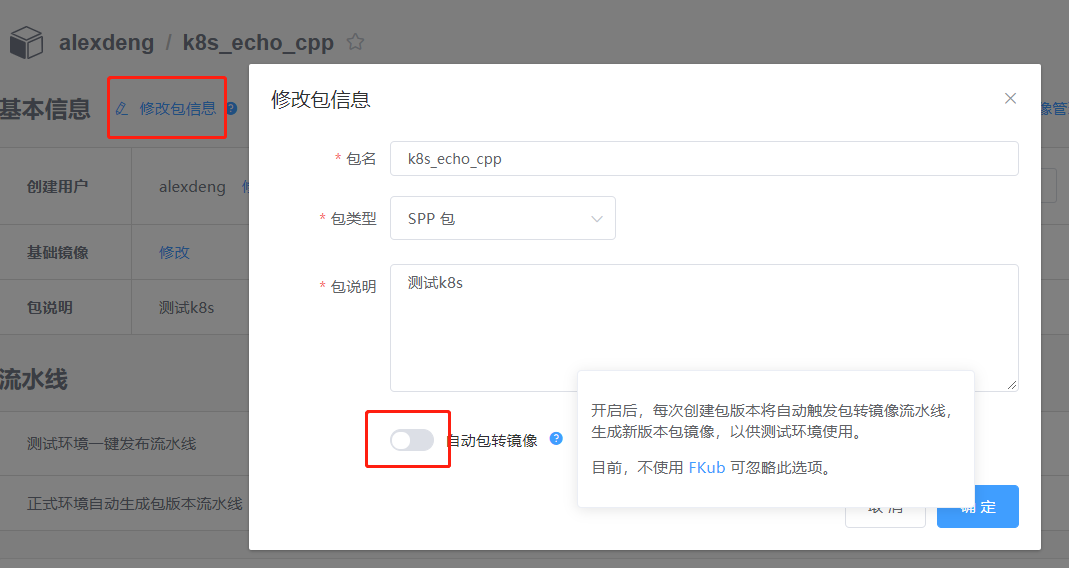 alexdeng / k8s_echo_cpp
基本信息 修改包信息
像管
创建用户 alexdeng
基础镜像 修改
包说明 测试k8s
流水线
测试环境一键发布流水线
正式环境自动生成包版本流水线
修改包信息
* 包名 k8s_echo_cpp
* 包类型 SPP 包
* 包说明 测试k8s
自动包转镜像
开启后，每次创建包版本将自动触发包转镜像流水线，
生成新版本包镜像，以供测试环境使用。
目前，不使用 FKub 可忽略此选项。
取 消 确 定